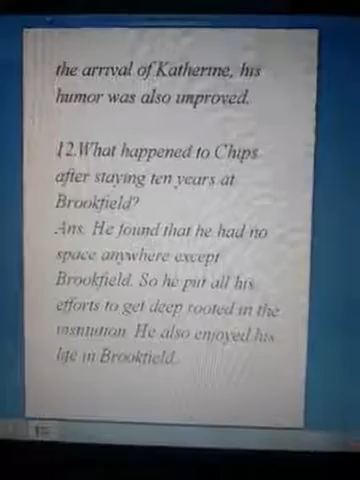 the arrival of Katherine, his
humor was also improved.
12.What happened to Chips
after staying ten years at
Brookfield?
Ans. He found that he had no
space anywhere except
Brookfield. So he put all his
efforts to get deep rooted in the
institution. He also enjoyed his
life in Brookfield.